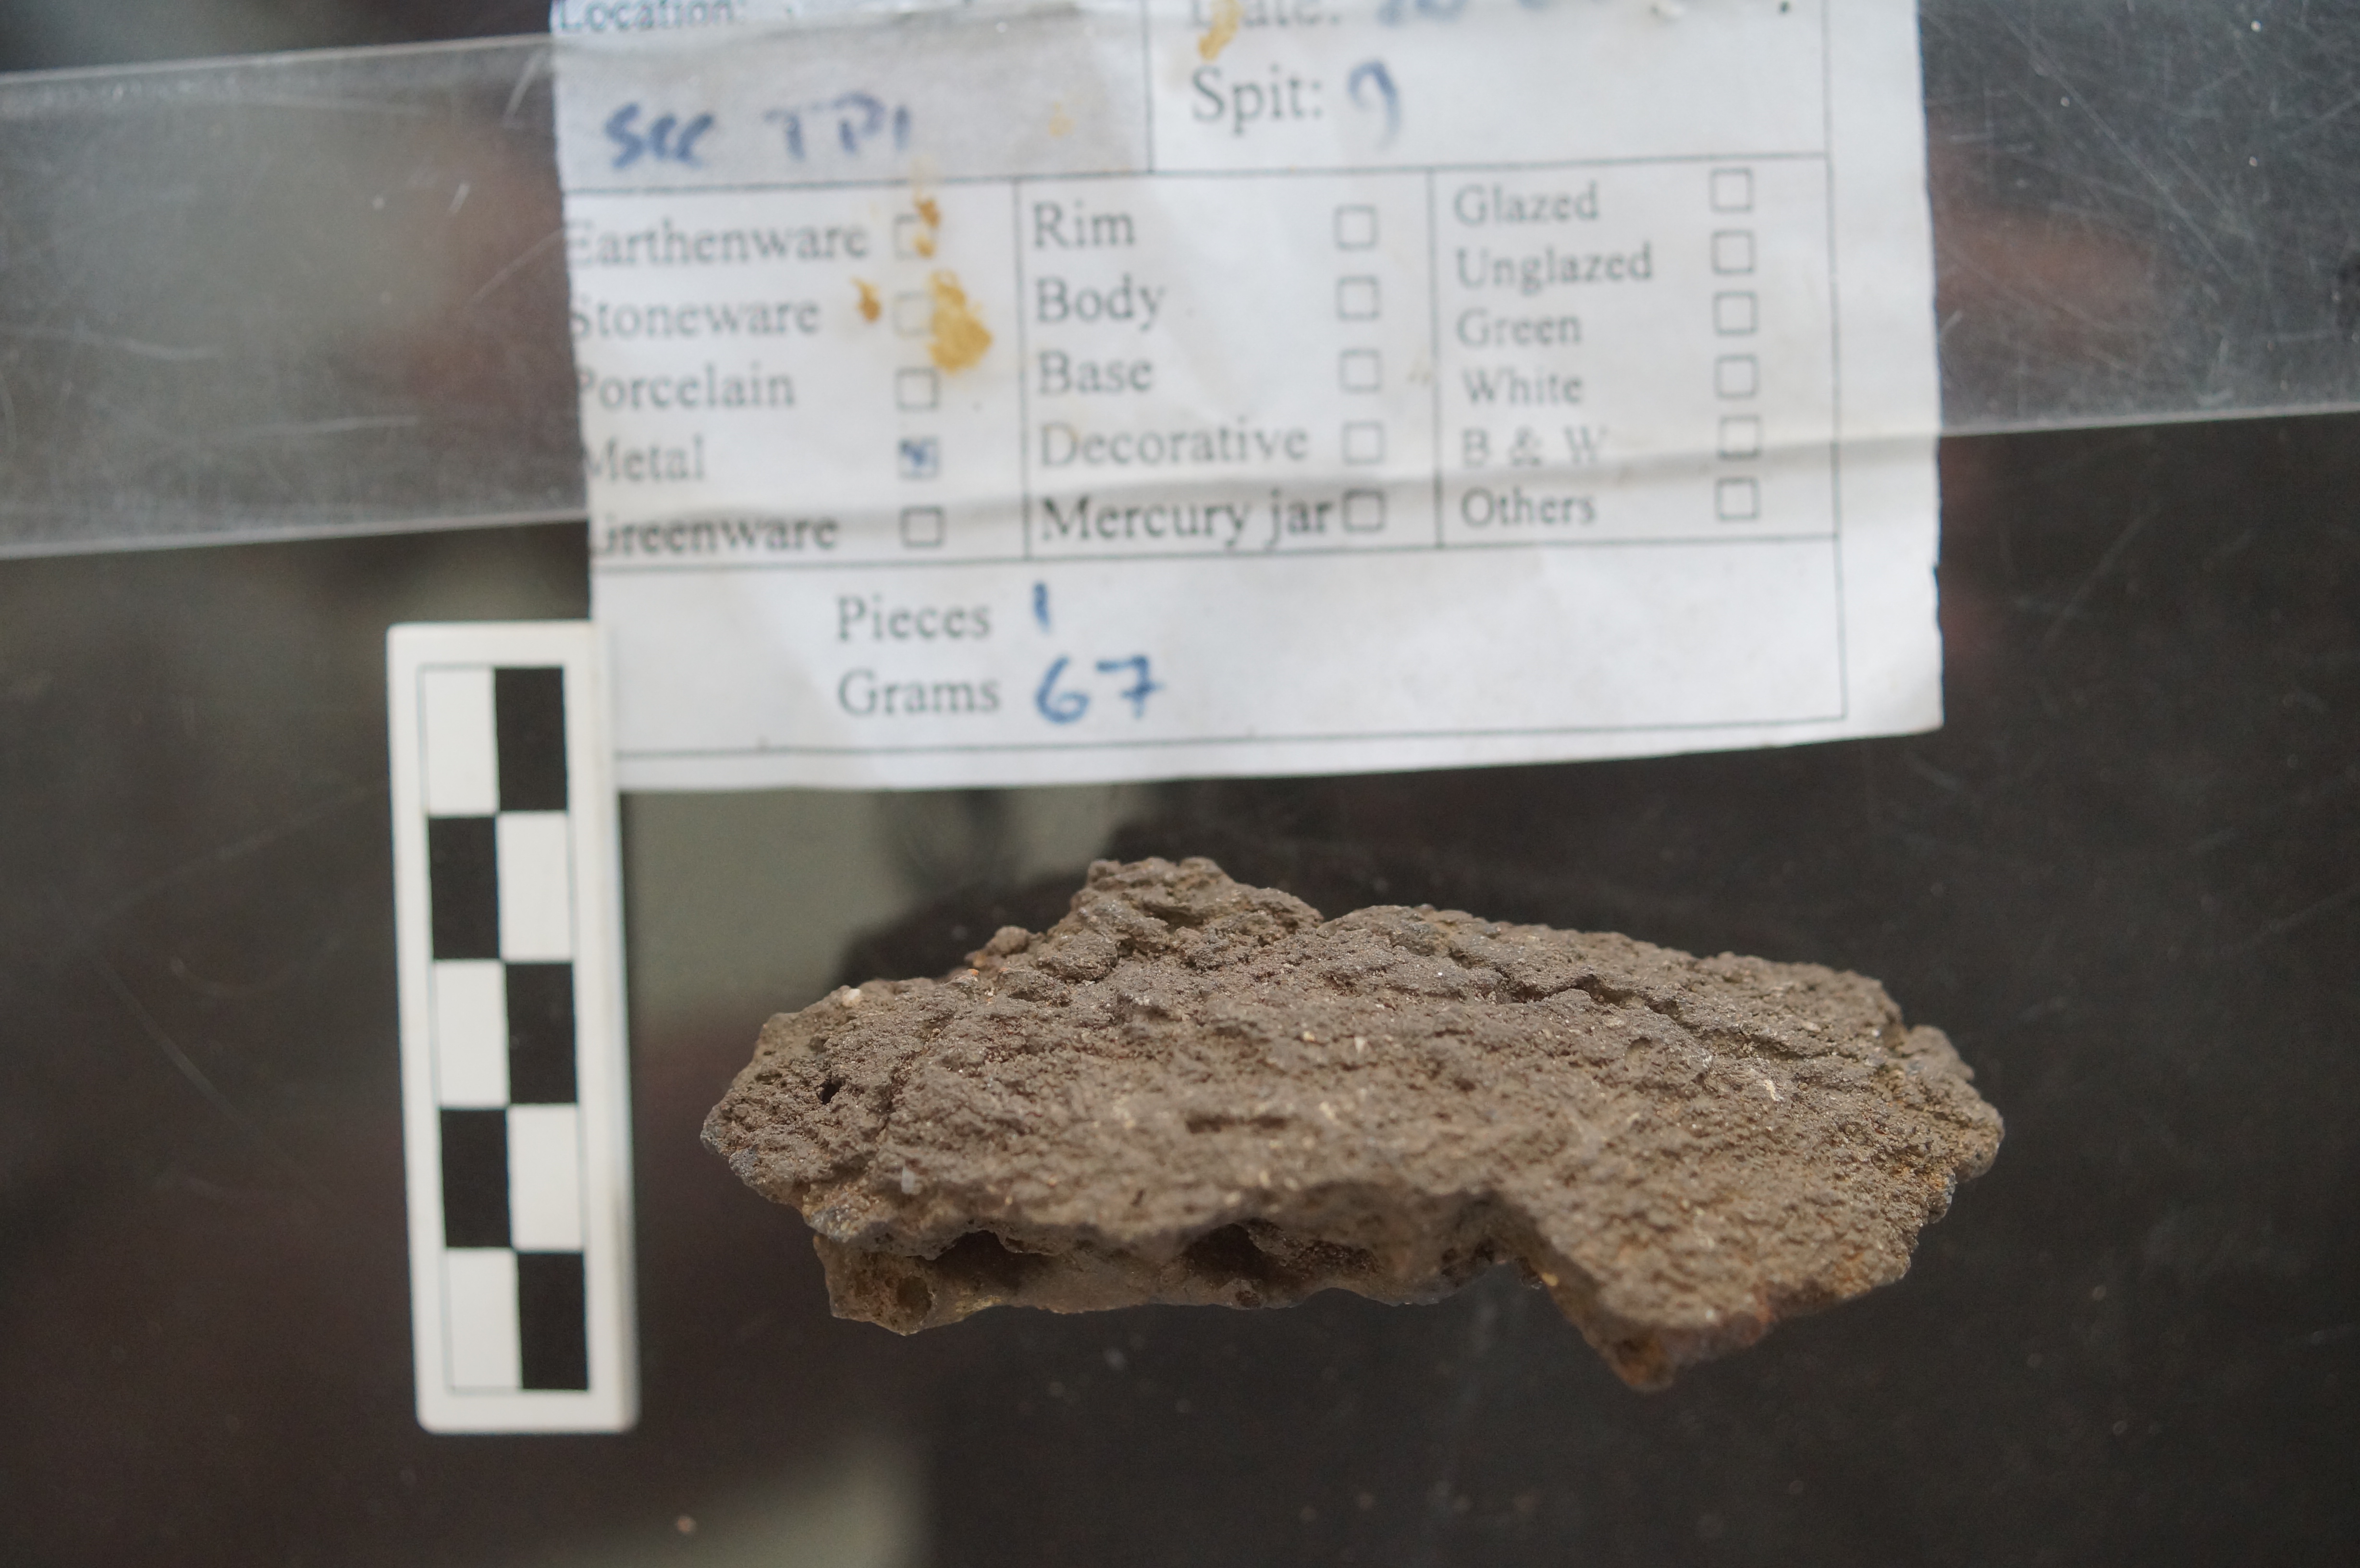 Location
SCC TP1
Spit: 9
Earthenware Rim Glazed
Stoneware Body Unglazed
Porcelain Base Green
White
Metal Decorative B & W
Greenware Mercury jar Others
Pieces 1
Grams 67